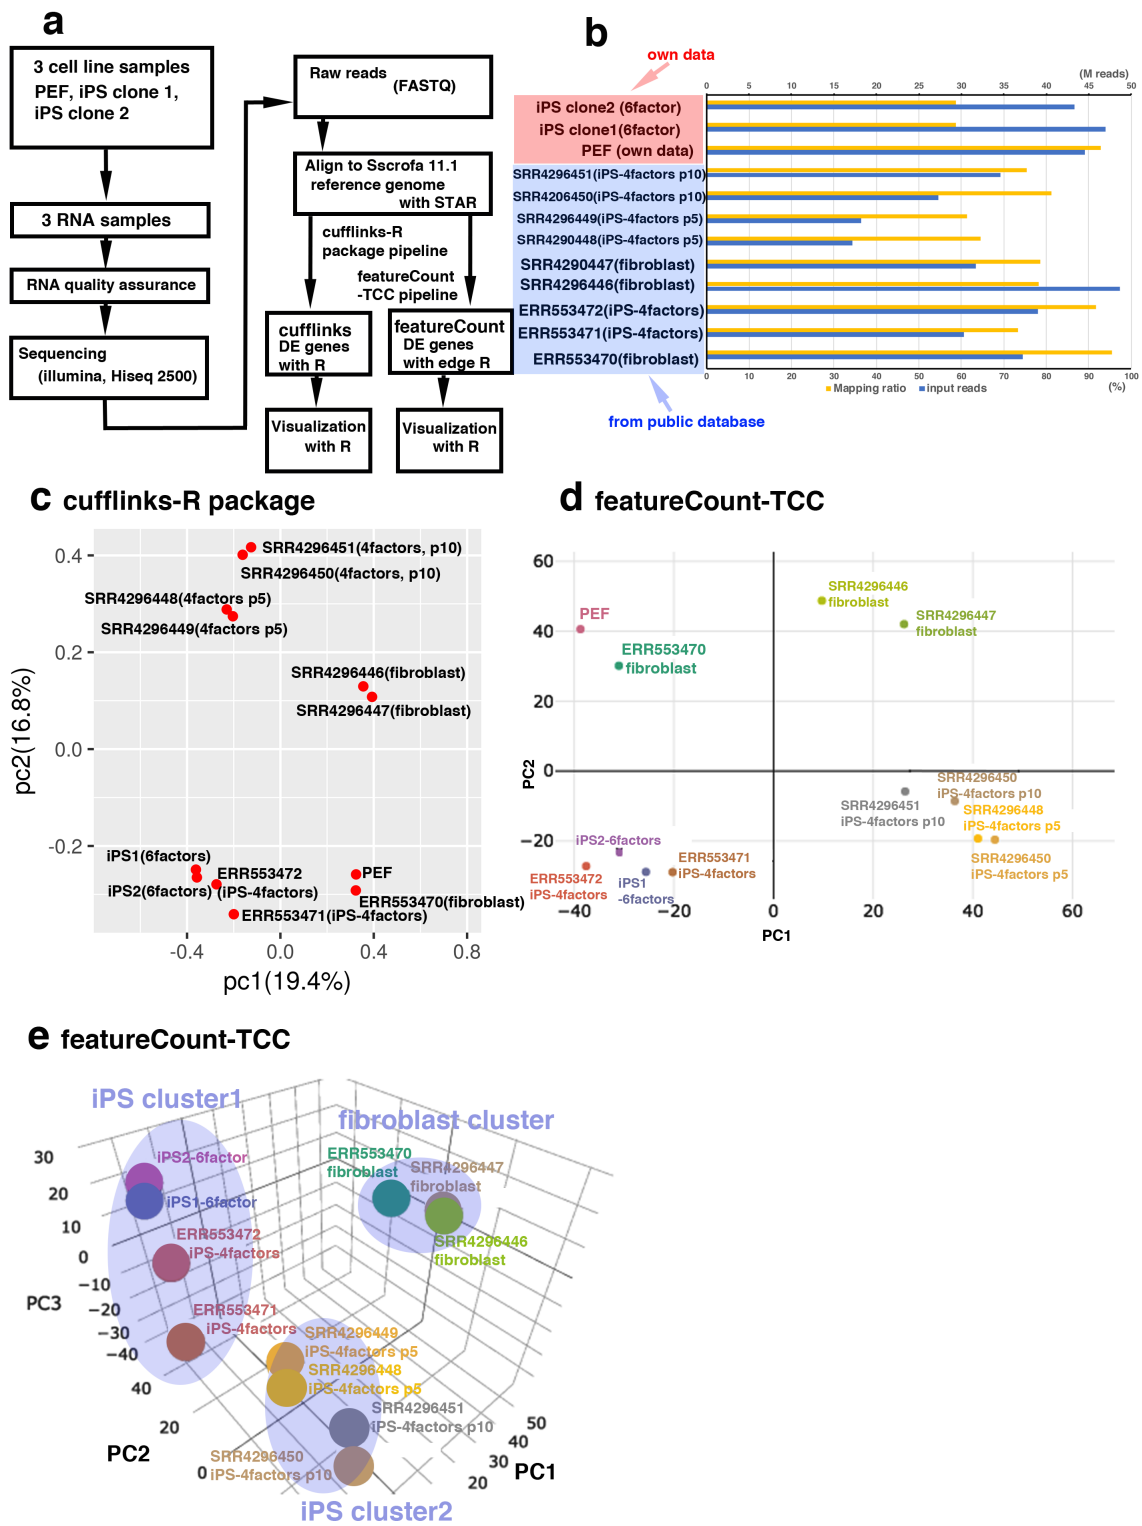 a
3 cell line samples
PEF, iPS clone 1,
iPS clone 2
3 RNA samples
RNA quality assurance
Sequencing
(illumina, Hiseq 2500)
Raw reads
(FASTQ)
Align to Sscrofa 11.1
reference genome
with STAR
cufflinks-R
package pipeline
featureCount
-TCC pipeline
cufflinks
DE genes
with R
featureCount
DE genes
with edge R
Visualization
with R
Visualization
with R
b
own data
(M reads)
0 5 10 15 20 25 30 35 40 45 50
iPS clone2 (6factor)
iPS clone1(6factor)
PEF (own data)
SRR4296451(iPS-4factors p10)
SRR4206450(iPS-4factors p10)
SRR4296449(iPS-4factors p5)
SRR4290448(iPS-4factors p5)
SRR4290447(fibroblast)
SRR4296446(fibroblast)
ERR553472(iPS-4factors)
ERR553471(iPS-4factors)
ERR553470(fibroblast)
0 10 20 30 40 50 60 70 80 90 100
(%)
Mapping ratio input reads
from public database
c cufflinks-R package
0.4
0.2
0.0
-0.2
pc2(16.8%)
SRR4296451(4factors, p10)
SRR4296450(4factors, p10)
SRR4296448(4factors p5)
SRR4296449(4factors p5)
SRR4296446(fibroblast)
SRR4296447(fibroblast)
iPS1(6factors)
iPS2(6factors)
ERR553472
(iPS-4factors)
ERR553471(iPS-4factors)
PEF
ERR553470(fibroblast)
-0.4 0.0 0.4 0.8
pc1(19.4%)
d featureCount-TCC
60
40
20
0
−20
PC2
PEF
ERR553470
fibroblast
SRR4296446
fibroblast
SRR4296447
fibroblast
SRR4296450
iPS-4factors p10
SRR4296451
iPS-4factors p10
SRR4296448
iPS-4factors p5
SRR4296450
iPS-4factors p5
iPS2-6factors
ERR553472
iPS-4factors
iPS1
-6factors
ERR553471
iPS-4factors
−40 −20 0 20 40 60
PC1
e featureCount-TCC
iPS cluster1
fibroblast cluster
iPS2-6factor
iPS1-6factor
ERR553472
iPS-4factors
ERR553471
iPS-4factors
ERR553470
fibroblast
SRR4296447
fibroblast
SRR4296446
fibroblast
SRR4296449
iPS-4factors p5
SRR4296448
iPS-4factors p5
SRR4296451
iPS-4factors p10
SRR4296450
iPS-4factors p10
30
20
10
0
−10
−20
−30
−40
PC3
40
20
0
PC2
50
40
30
20
PC1
iPS cluster2